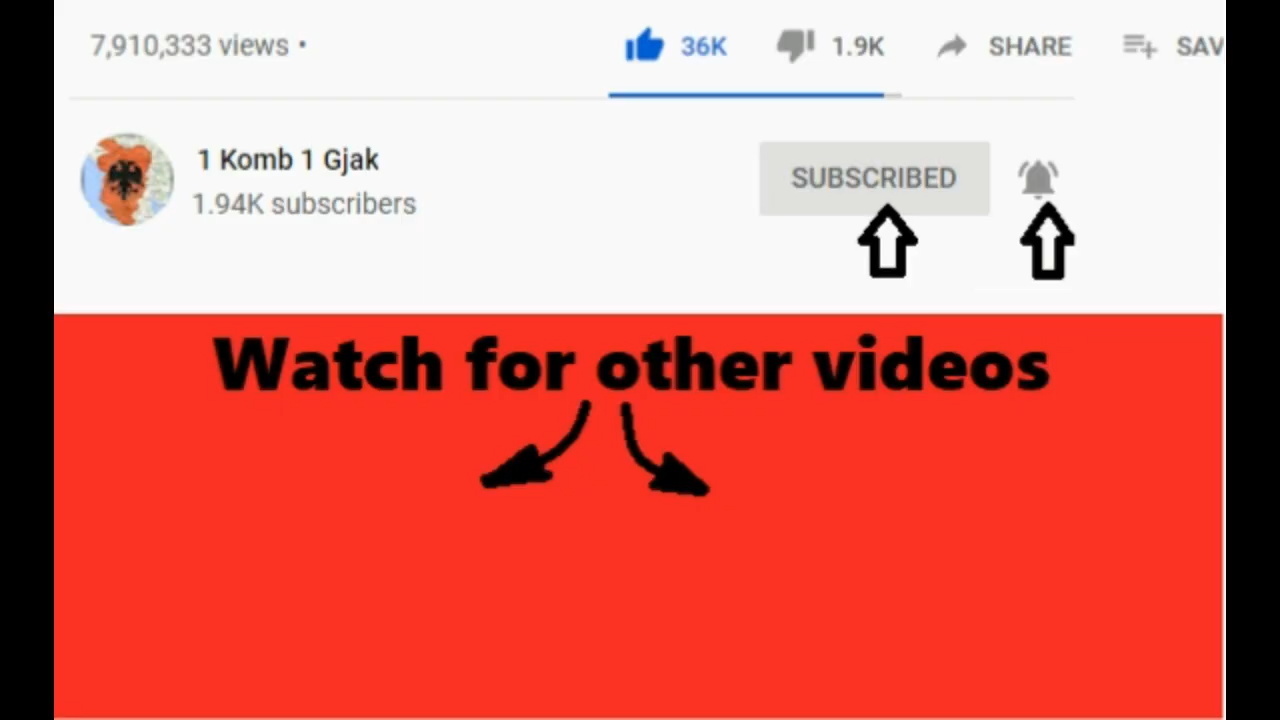 7,910,333 views •
36K
1.9K
SHARE
SAV
1 Komb 1 Gjak
1.94K subscribers
SUBSCRIBED
Watch for other videos